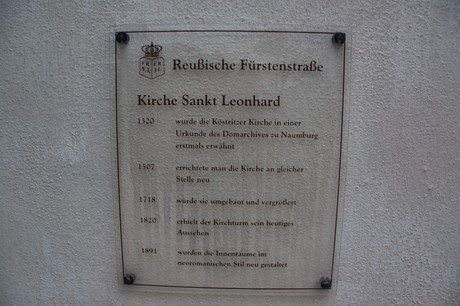 Reußische Fürstenstraße
Kirche Sankt Leonhard
1320 wurde die Köstritzer Kirche in einer
Urkunde des Domarchives zu Naumburg
erstmals erwähnt
1507 errichtete man die Kirche an gleicher
Stelle neu
1718 wurde sie umgebaut und vergrößert
1820 erhielt der Kirchturm sein heutiges
Aussehen
1891 wurden die Innenräume im
neoromanischen Stil neu gestaltet